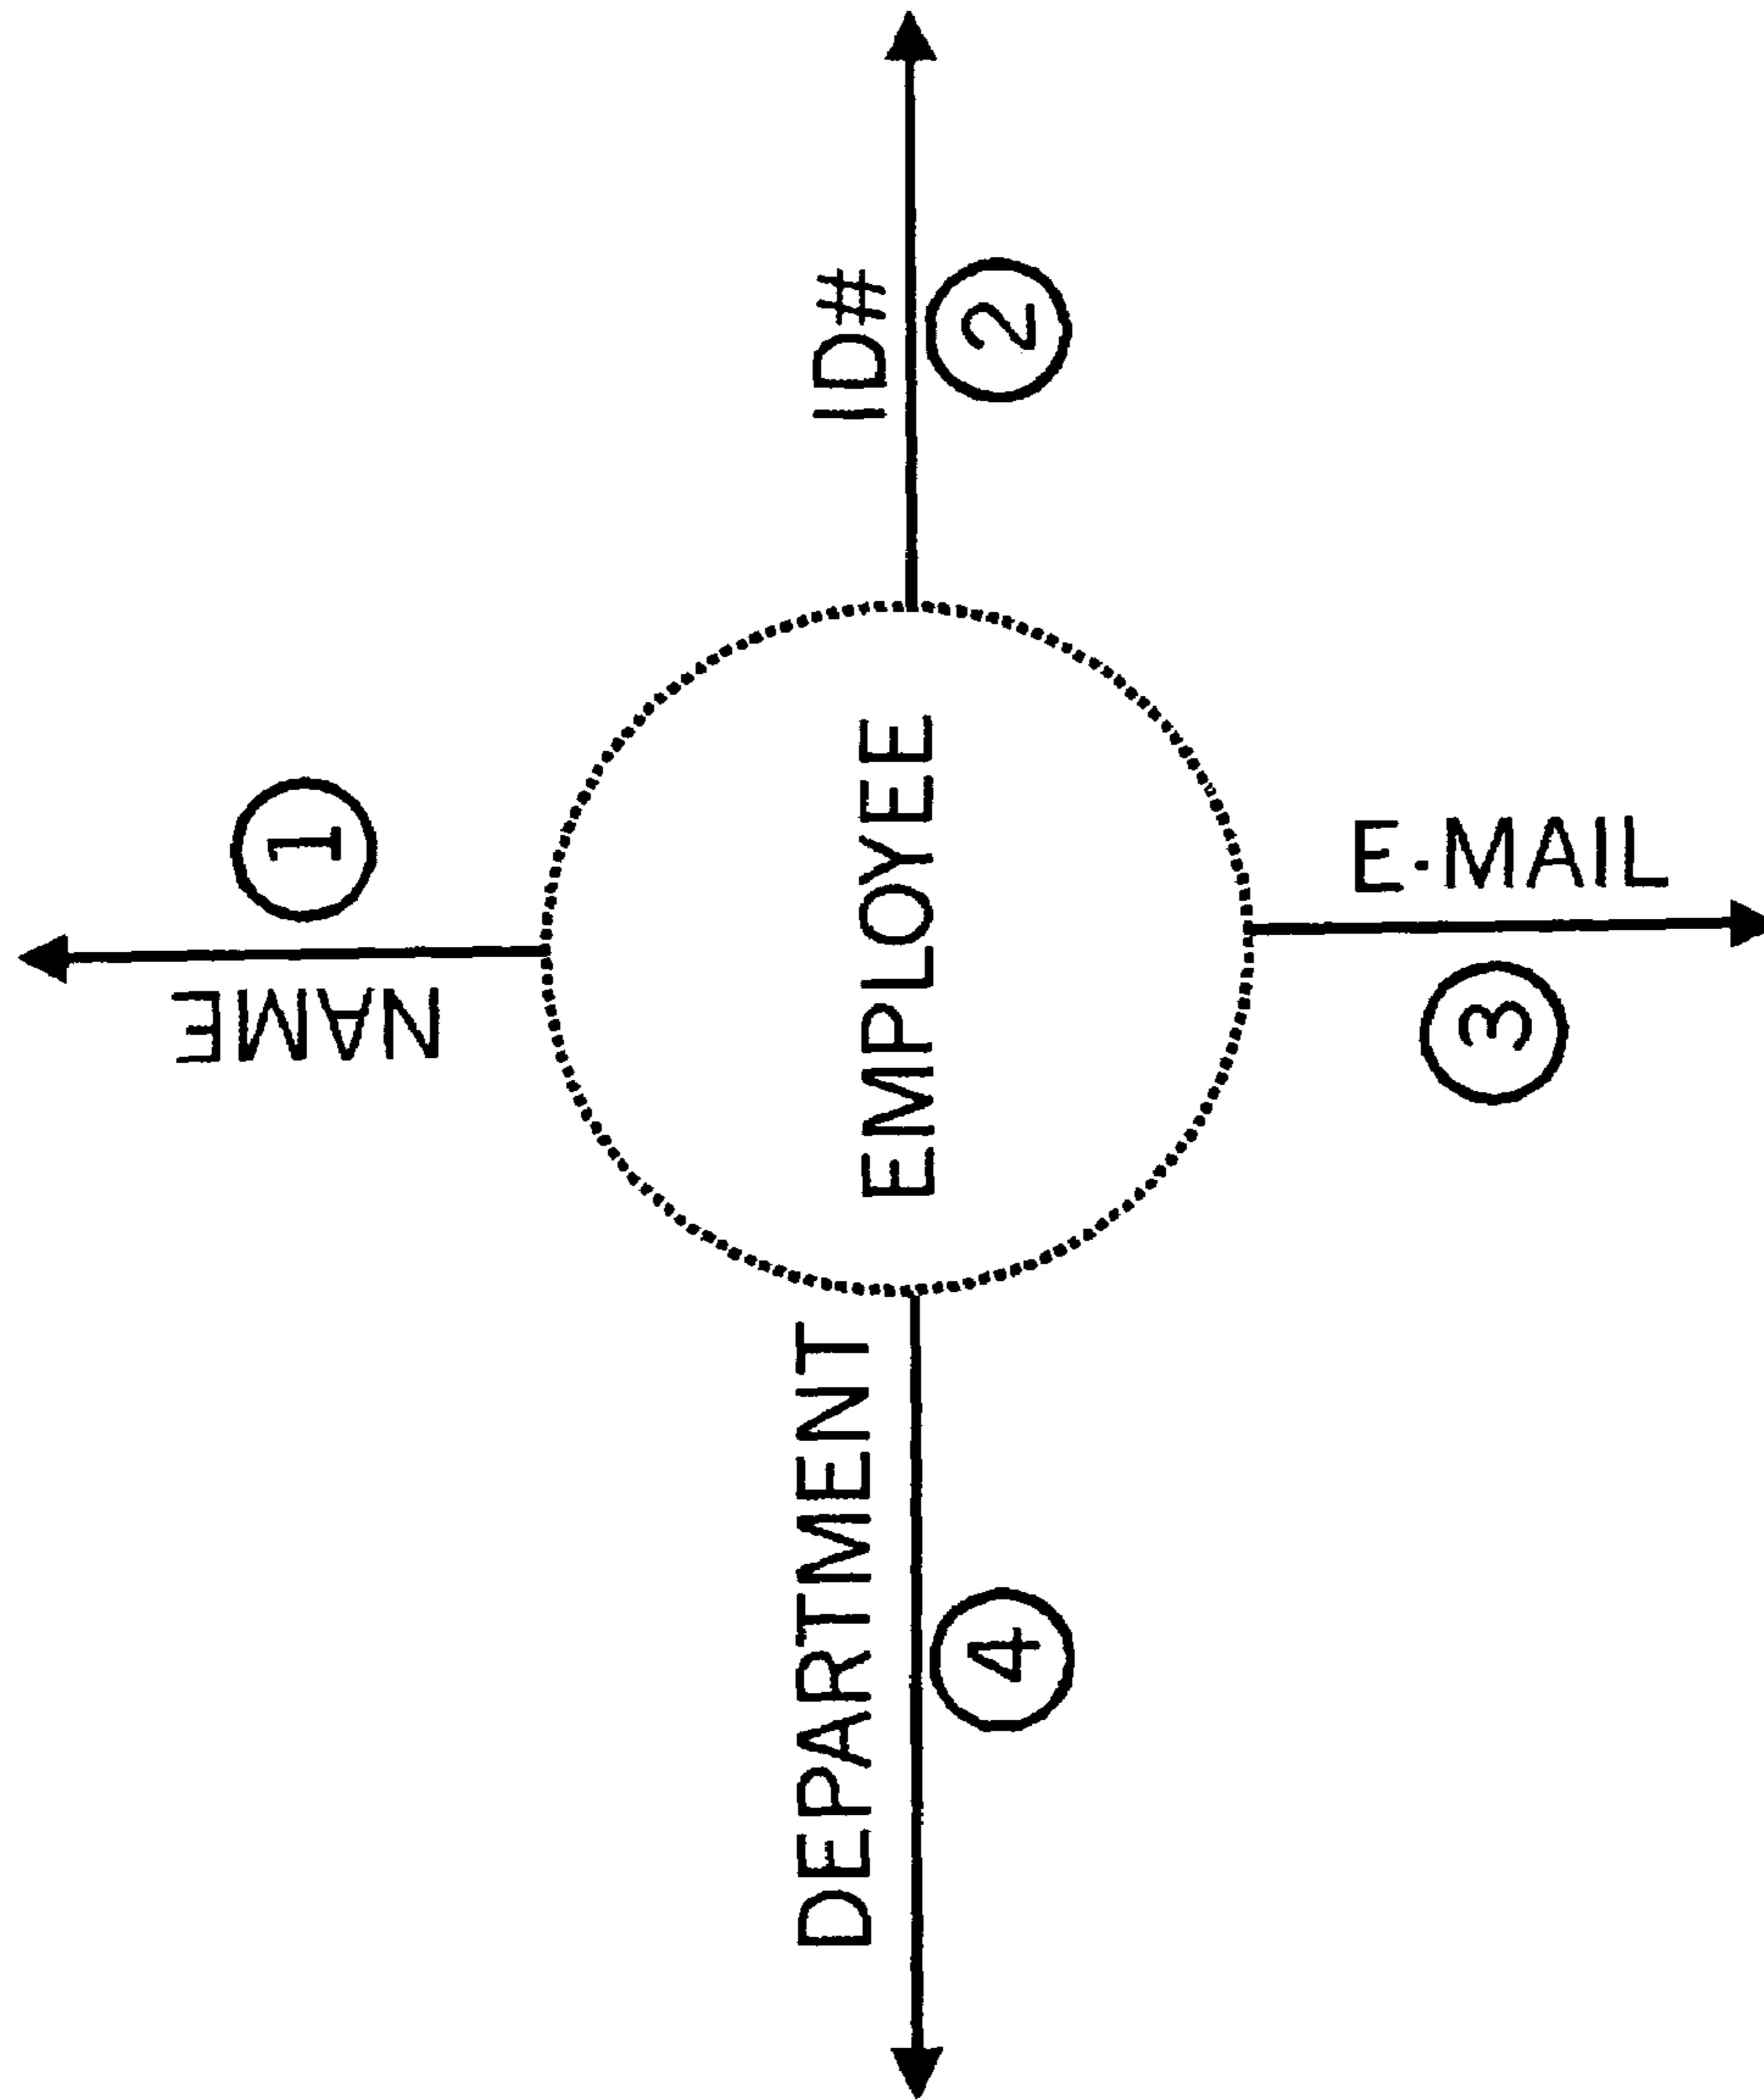 NAME
1
ID#
2
EMPLOYEE
E-MAIL
3
DEPARTMENT
4